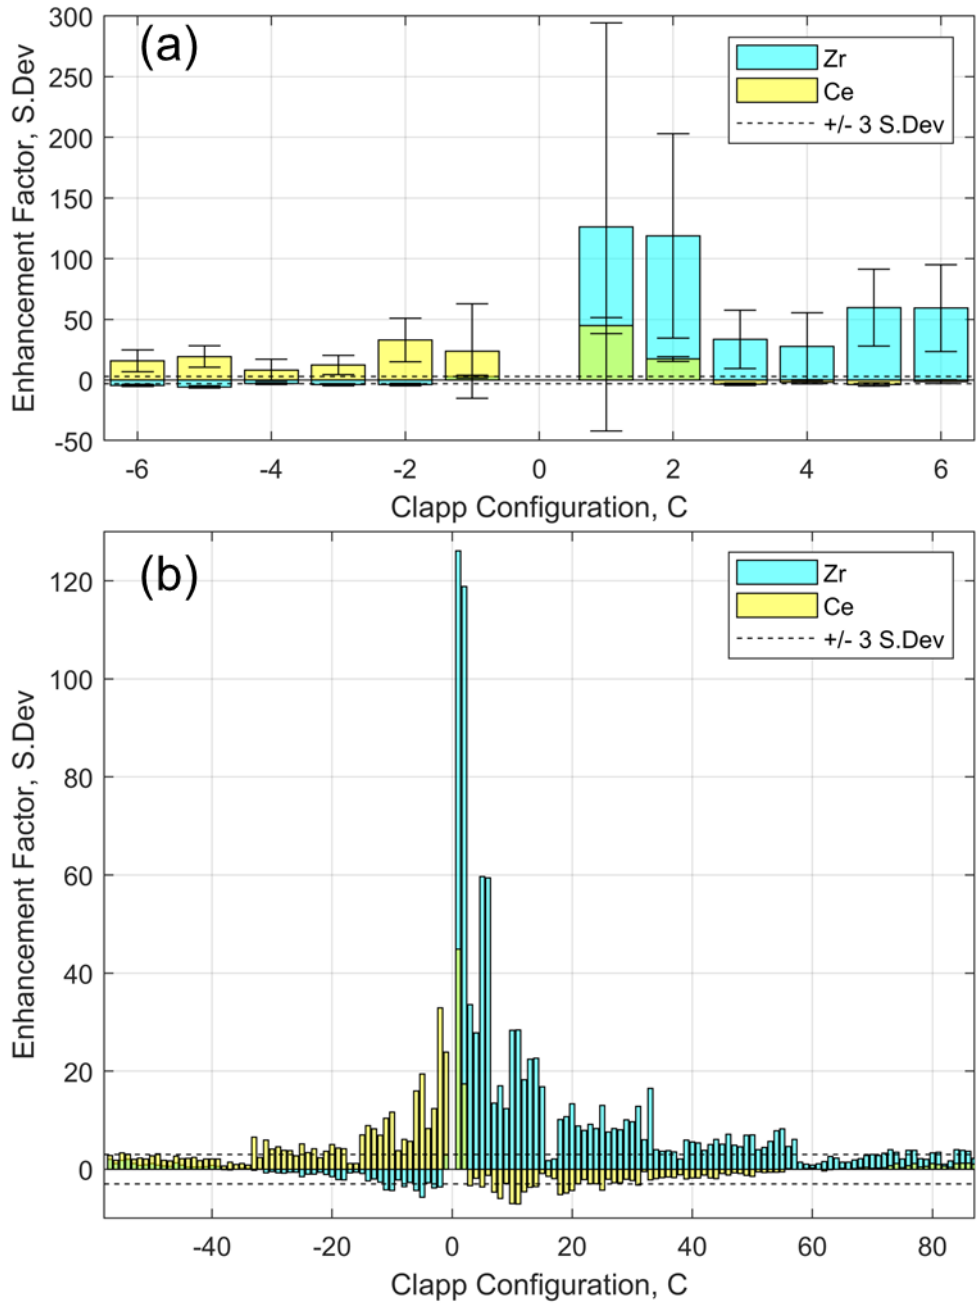 (a)
Enhancement Factor, S.Dev
300
250
200
150
100
50
0
-50
Zr
Ce
+/- 3 S.Dev
-6 -4 -2 0 2 4 6
Clapp Configuration, C
(b)
Enhancement Factor, S.Dev
120
100
80
60
40
20
0
Zr
Ce
+/- 3 S.Dev
-40 -20 0 20 40 60 80
Clapp Configuration, C